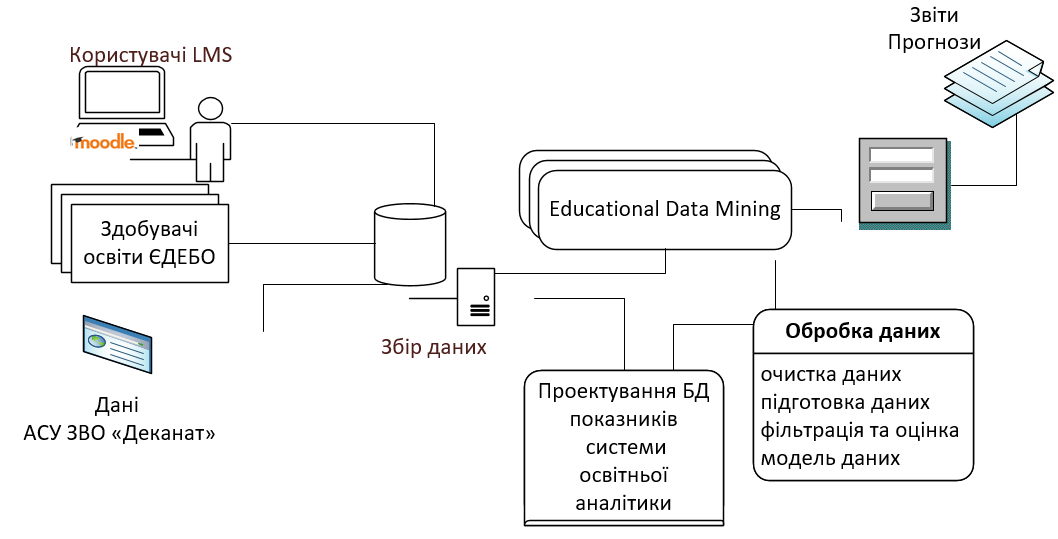 Звіти
Прогнози
Користувачі LMS
moodle
Educational Data Mining
Здобувачі
освіти ЄДЕБО
Збір даних
Обробка даних
очистка даних
підготовка даних
фільтрація та оцінка
модель даних
Проектування БД
показників
системи
освітньої
аналітики
Дані
АСУ ЗВО «Деканат»